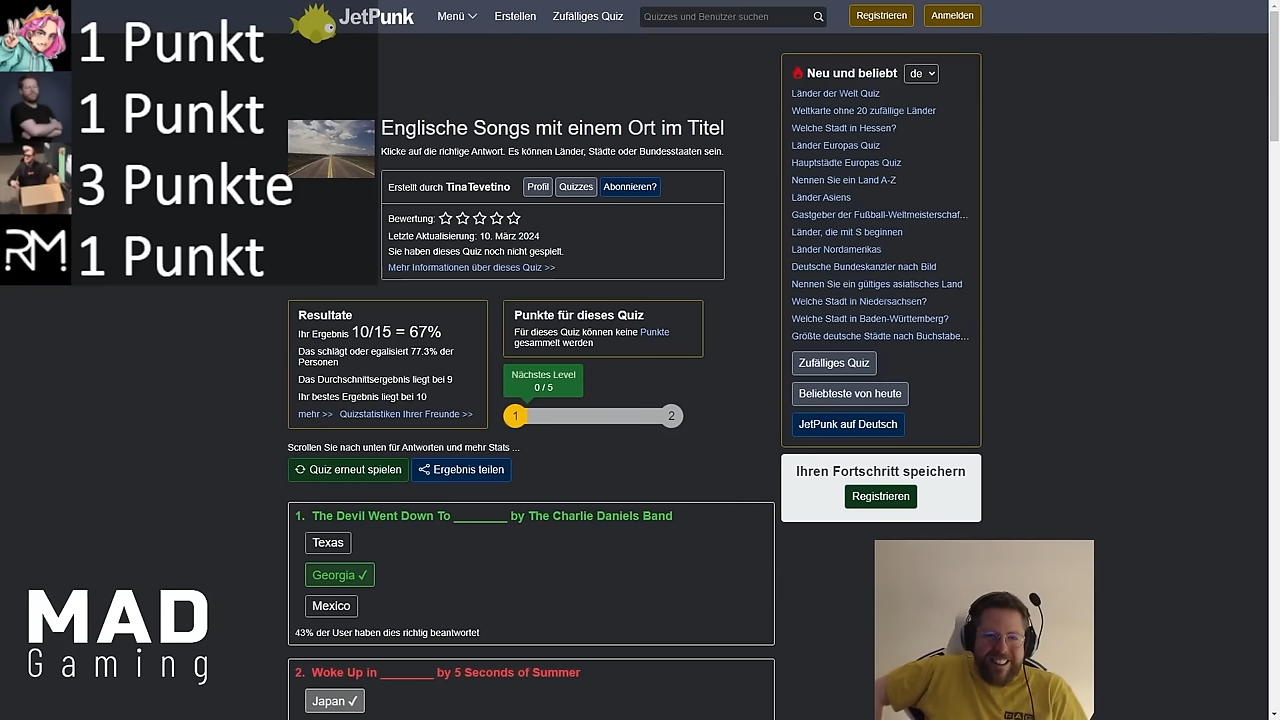 1 Punkt
1 Punkt
3 Punkte
RM
1 Punkt
JetPunk
Menü
Erstellen
Zufälliges Quiz
Quizzes und Benutzer suchen
Registrieren
Anmelden
Englische Songs mit einem Ort im Titel
Klicke auf die richtige Antwort. Es können Länder, Städte oder Bundesstaaten sein.
Erstellt durch TinaTevetino
Profil
Quizzes
Abonnieren?
Bewertung:
Letzte Aktualisierung: 10. März 2024
Sie haben dieses Quiz noch nicht gespielt.
Mehr Informationen über dieses Quiz >>
Resultate
Ihr Ergebnis 10/15 = 67%
Das schlägt oder egalisiert 77.3% der
Personen
Das Durchschnittsergebnis liegt bei 9
Ihr bestes Ergebnis liegt bei 10
mehr >> Quizstatistiken Ihrer Freunde >>
Punkte für dieses Quiz
Für dieses Quiz können keine Punkte
gesammelt werden
Nächstes Level
0 / 5
1
2
Scrollen Sie nach unten für Antworten und mehr Stats ...
Quiz erneut spielen
Ergebnis teilen
1. The Devil Went Down To ________ by The Charlie Daniels Band
Texas
Georgia ✓
Mexico
43% der User haben dies richtig beantwortet
2. Woke Up in ________ by 5 Seconds of Summer
Japan ✓
Neu und beliebt
de
Länder der Welt Quiz
Weltkarte ohne 20 zufällige Länder
Welche Stadt in Hessen?
Länder Europas Quiz
Hauptstädte Europas Quiz
Nennen Sie ein Land A-Z
Länder Asiens
Gastgeber der Fußball-Weltmeisterschaf...
Länder, die mit S beginnen
Länder Nordamerikas
Deutsche Bundeskanzler nach Bild
Nennen Sie ein gültiges asiatisches Land
Welche Stadt in Niedersachsen?
Welche Stadt in Baden-Württemberg?
Größte deutsche Städte nach Buchstabe...
Zufälliges Quiz
Beliebteste von heute
JetPunk auf Deutsch
Ihren Fortschritt speichern
Registrieren
MAD
Gaming